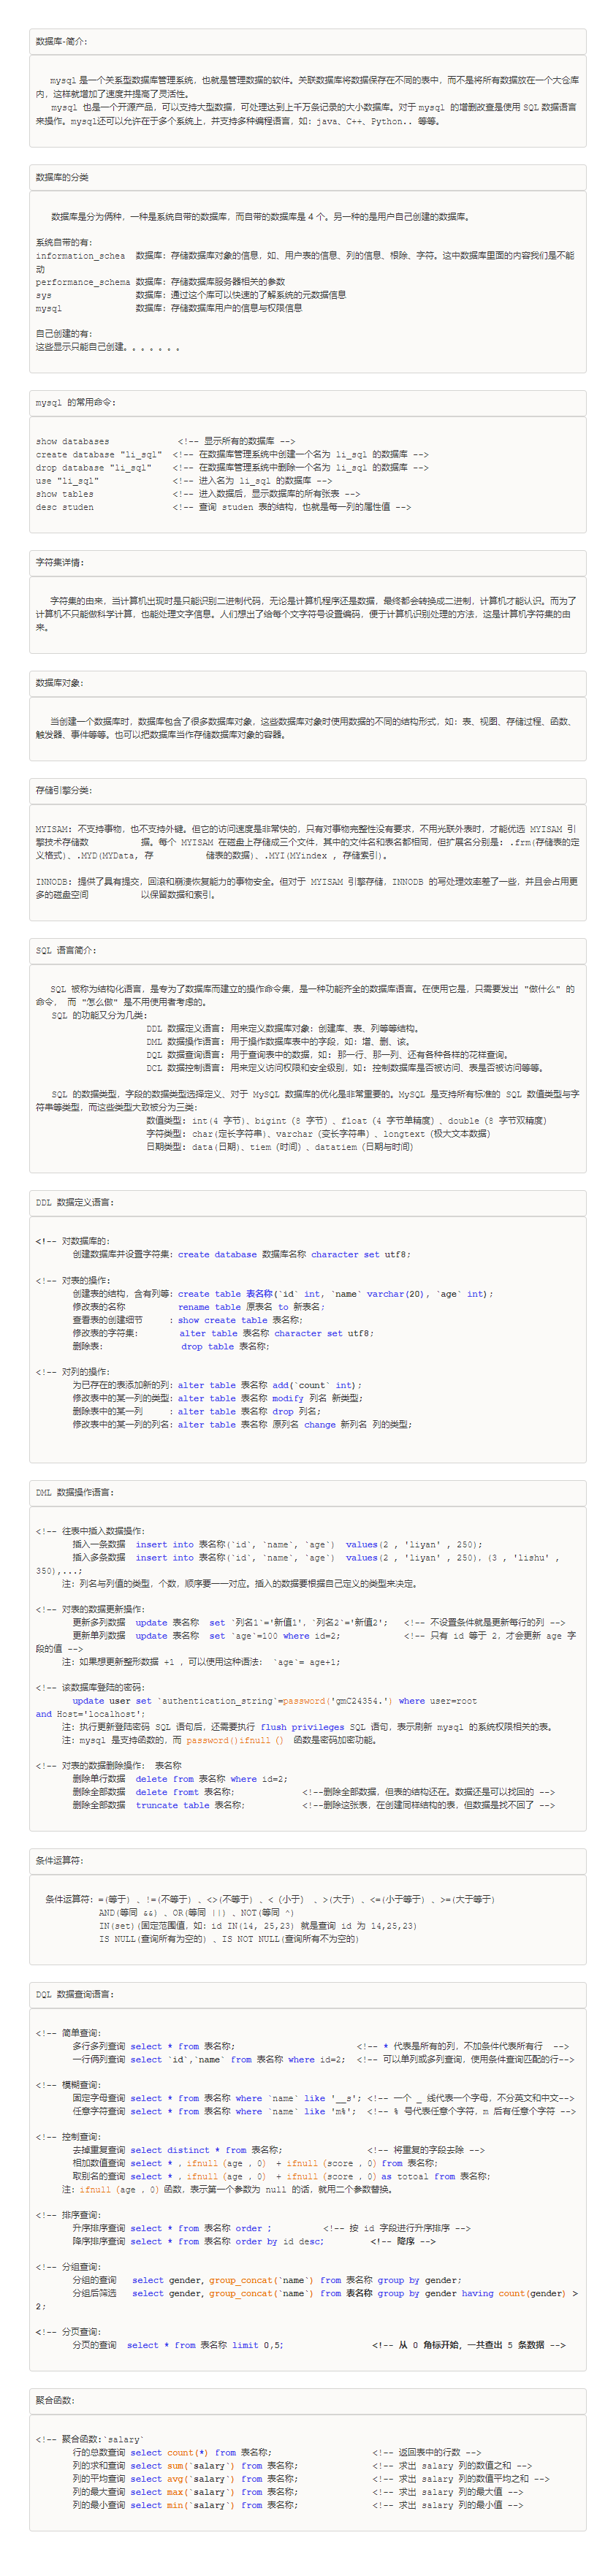 数据库-简介:
mysql 是一个关系型数据库管理系统，也就是管理数据的软件。关联数据库将数据保存在不同的表中，而不是将所有数据放在一个大仓库
内，这样就增加了速度并提高了灵活性。
mysql 也是一个开源产品，可以支持大型数据，可处理达到上千万条记录的大小数据库。对于 mysql 的增删改查是使用 SQL 数据语言
来操作。mysql还可以允许在于多个系统上，并支持多种编程语言，如: java、C++、Python.. 等等。
数据库的分类
数据库是分为俩种，一种是系统自带的数据库，而自带的数据库是 4 个。另一种的是用户自己创建的数据库。
系统自带的有:
information_schea 数据库: 存储数据库对象的信息，如、用户表的信息、列的信息、根除、字符。这中数据库里面的内容我们是不能
动
performance_schema 数据库: 存储数据库服务器相关的参数
sys 数据库: 通过这个库可以快速的了解系统的元数据信息
mysql 数据库: 存储数据库用户的信息与权限信息
自己创建的有:
这些显示只能自己创建。。。。。。。
mysql 的常用命令:
show databases <!-- 显示所有的数据库 -->
create database "li_sql" <!-- 在数据库管理系统中创建一个名为 li_sql 的数据库 -->
drop database "li_sql" <!-- 在数据库管理系统中删除一个名为 li_sql 的数据库 -->
use "li_sql" <!-- 进入名为 li_sql 的数据库 -->
show tables <!-- 进入数据后，显示数据库的所有张表 -->
desc studen <!-- 查询 studen 表的结构，也就是每一列的属性值 -->
字符集详情:
字符集的由来，当计算机出现时是只能识别二进制代码，无论是计算机程序还是数据，最终都会转换成二进制，计算机才能认识。而为了
计算机不只能做科学计算，也能处理文字信息。人们想出了给每个文字符号设置编码，便于计算机识别处理的方法，这是计算机字符集的由
来。
数据库对象:
当创建一个数据库时，数据库包含了很多数据库对象，这些数据库对象时使用数据的不同的结构形式，如: 表、视图、存储过程、函数、
触发器、事件等等。也可以把数据库当作存储数据库对象的容器。
存储引擎分类:
MYISAM: 不支持事物，也不支持外键。但它的访问速度是非常快的，只有对事物完整性没有要求，不用光联外表时，才能优选 MYISAM 引
擎技术存储数 据。每个 MYISAM 在磁盘上存储成三个文件，其中的文件名和表名都相同，但扩展名分别是: .frm(存储表的定
义格式)、.MYD(MYData, 存 储表的数据)、.MYI(MYindex , 存储索引)。
INNODB: 提供了具有提交，回滚和崩溃恢复能力的事物安全。但对于 MYISAM 引擎存储，INNODB 的写处理效率差了一些，并且会占用更
多的磁盘空间 以保留数据和索引。
SQL 语言简介:
SQL 被称为结构化语言，是专为了数据库而建立的操作命令集，是一种功能齐全的数据库语言。在使用它是，只需要发出 "做什么" 的
命令， 而 "怎么做" 是不用使用者考虑的。
SQL 的功能又分为几类:
DDL 数据定义语言: 用来定义数据库对象: 创建库、表、列等等结构。
DML 数据操作语言: 用于操作数据库表中的字段，如: 增、删、该。
DQL 数据查询语言: 用于查询表中的数据，如: 那一行、那一列、还有各种各样的花样查询。
DCL 数据控制语言: 用来定义访问权限和安全级别，如: 控制数据库是否被访问、表是否被访问等等。
SQL 的数据类型，字段的数据类型选择定义、对于 MySQL 数据库的优化是非常重要的。MySQL 是支持所有标准的 SQL 数值类型与字
符串等类型，而这些类型大致被分为三类:
数值类型: int(4 字节)、bigint (8 字节) 、float (4 字节单精度) 、double (8 字节双精度)
字符类型: char(定长字符串)、varchar (变长字符串) 、longtext (极大文本数据)
日期类型: data(日期)、tiem (时间) 、datatiem (日期与时间)
DDL 数据定义语言:
<!-- 对数据库的:
创建数据库并设置字符集: create database 数据库名称 character set utf8;
<!-- 对表的操作:
创建表的结构，含有列等: create table 表名称(`id` int, `name` varchar(20), `age` int);
修改表的名称 rename table 原表名 to 新表名;
查看表的创建细节 : show create table 表名称;
修改表的字符集: alter table 表名称 character set utf8;
删除表: drop table 表名称;
<!-- 对列的操作:
为已存在的表添加新的列: alter table 表名称 add(`count` int);
修改表中的某一列的类型: alter table 表名称 modify 列名 新类型;
删除表中的某一列 : alter table 表名称 drop 列名;
修改表中的某一列的列名: alter table 表名称 原列名 change 新列名 列的类型;
DML 数据操作语言:
<!-- 往表中插入数据操作:
插入一条数据 insert into 表名称(`id`, `name`, `age`) values(2 , 'liyan' , 250);
插入多条数据 insert into 表名称(`id`, `name`, `age`) values(2 , 'liyan' , 250), (3 , 'lishu' ,
350),...;
注: 列名与列值的类型，个数，顺序要一一对应。插入的数据要根据自己定义的类型来决定。
<!-- 对表的数据更新操作:
更新多列数据 update 表名称 set `列名1`='新值1', `列名2`='新值2'; <!-- 不设置条件就是更新每行的列 -->
更新单列数据 update 表名称 set `age`=100 where id=2; <!-- 只有 id 等于 2，才会更新 age 字
段的值 -->
注: 如果想更新整形数据 +1 ，可以使用这种语法: `age`= age+1;
<!-- 该数据库登陆的密码:
update user set `authentication_string`=password('gmC24354.') where user=root
and Host='localhost';
注: 执行更新登陆密码 SQL 语句后，还需要执行 flush privileges SQL 语句，表示刷新 mysql 的系统权限相关的表。
注: mysql 是支持函数的，而 password()ifnull () 函数是密码加密功能。
<!-- 对表的数据删除操作: 表名称
删除单行数据 delete from 表名称 where id=2;
删除全部数据 delete fromt 表名称; <!--删除全部数据，但表的结构还在。数据还是可以找回的 -->
删除全部数据 truncate table 表名称; <!--删除这张表，在创建同样结构的表，但数据是找不回了 -->
条件运算符:
条件运算符: =(等于) 、!=(不等于) 、<>(不等于) 、< (小于) 、>(大于) 、<=(小于等于) 、>=(大于等于)
AND(等同 &&) 、OR(等同 ||) 、NOT(等同 ^)
IN(set)(固定范围值，如: id IN(14, 25,23) 就是查询 id 为 14,25,23)
IS NULL(查询所有为空的) 、IS NOT NULL(查询所有不为空的)
DQL 数据查询语言:
<!-- 简单查询:
多行多列查询 select * from 表名称; <!-- * 代表是所有的列，不加条件代表所有行 -->
一行俩列查询 select `id`,`name` from 表名称 where id=2; <!-- 可以单列或多列查询，使用条件查询匹配的行-->
<!-- 模糊查询:
固定字母查询 select * from 表名称 where `name` like '__s'; <!-- 一个 _ 线代表一个字母，不分英文和中文-->
任意字符查询 select * from 表名称 where `name` like 'm%'; <!-- % 号代表任意个字符，m 后有任意个字符 -->
<!-- 控制查询:
去掉重复查询 select distinct * from 表名称; <!-- 将重复的字段去除 -->
相加数值查询 select * , ifnull (age , 0) + ifnull (score , 0) from 表名称;
取别名的查询 select * , ifnull (age , 0) + ifnull (score , 0) as totoal from 表名称;
注: ifnull (age , 0) 函数，表示第一个参数为 null 的话，就用二个参数替换。
<!-- 排序查询:
升序排序查询 select * from 表名称 order ; <!-- 按 id 字段进行升序排序 -->
降序排序查询 select * from 表名称 order by id desc; <!-- 降序 -->
<!-- 分组查询:
分组的查询 select gender, group_concat(`name`) from 表名称 group by gender;
分组后筛选 select gender, group_concat(`name`) from 表名称 group by gender having count(gender) >
2;
<!-- 分页查询:
分页的查询 select * from 表名称 limit 0,5; <!-- 从 0 角标开始，一共查出 5 条数据 -->
聚合函数:
<!-- 聚合函数:`salary`
行的总数查询 select count(*) from 表名称; <!-- 返回表中的行数 -->
列的求和查询 select sum(`salary`) from 表名称; <!-- 求出 salary 列的数值之和 -->
列的平均查询 select avg(`salary`) from 表名称; <!-- 求出 salary 列的数值平均之和 -->
列的最大查询 select max(`salary`) from 表名称; <!-- 求出 salary 列的最大值 -->
列的最小查询 select min(`salary`) from 表名称; <!-- 求出 salary 列的最小值 -->